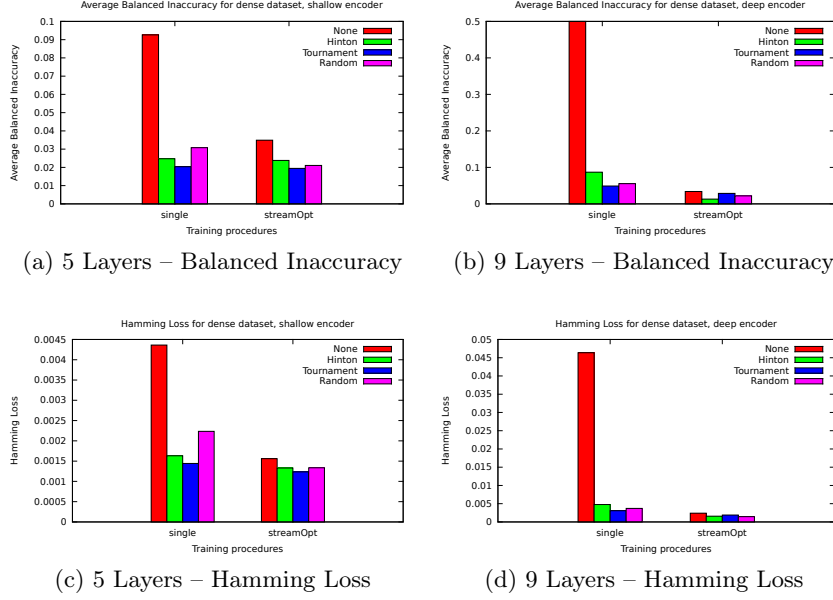 Average Balanced Inaccuracy for dense dataset, shallow encoder
0.1
0.09
0.08
0.07
0.06
0.05
0.04
0.03
0.02
0.01
0
Average Balanced Inaccuracy
None
Hinton
Tournament
Random
single
streamOpt
Training procedures
(a) 5 Layers – Balanced Inaccuracy
Average Balanced Inaccuracy for dense dataset, deep encoder
0.5
0.4
0.3
0.2
0.1
0
Average Balanced Inaccuracy
None
Hinton
Tournament
Random
single
streamOpt
Training procedures
(b) 9 Layers – Balanced Inaccuracy
Hamming Loss for dense dataset, shallow encoder
0.0045
0.004
0.0035
0.003
0.0025
0.002
0.0015
0.001
0.0005
0
Hamming Loss
None
Hinton
Tournament
Random
single
streamOpt
Training procedures
(c) 5 Layers – Hamming Loss
Hamming Loss for dense dataset, deep encoder
0.05
0.045
0.04
0.035
0.03
0.025
0.02
0.015
0.01
0.005
0
Hamming Loss
None
Hinton
Tournament
Random
single
streamOpt
Training procedures
(d) 9 Layers – Hamming Loss